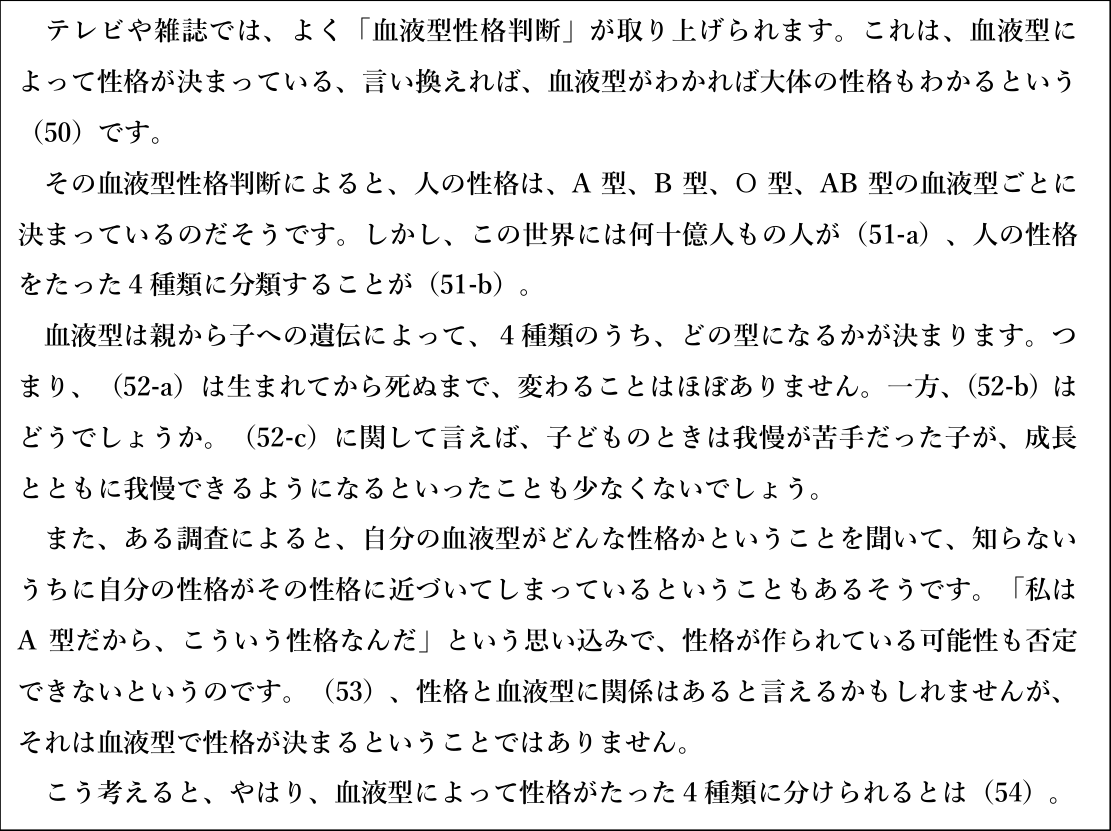 テレビや雑誌では、よく「血液型性格判断」が取り上げられます。これは、血液型に
よって性格が決まっている、言い換えれば、血液型がわかれば大体の性格もわかるという
（50）です。
その血液型性格判断によると、人の性格は、A 型、B 型、O 型、AB 型の血液型ごとに
決まっているのだそうです。しかし、この世界には何十億人もの人が（51-a）、人の性格
をたった４種類に分類することが（51-b）。
血液型は親から子への遺伝によって、４種類のうち、どの型になるかが決まります。つ
まり、（52-a）は生まれてから死ぬまで、変わることはほぼありません。一方、（52-b）は
どうでしょうか。（52-c）に関して言えば、子どものときは我慢が苦手だった子が、成長
とともに我慢できるようになるといったことも少なくないでしょう。
また、ある調査によると、自分の血液型がどんな性格かということを聞いて、知らない
うちに自分の性格がその性格に近づいてしまっているということもあるそうです。「私は
A 型だから、こういう性格なんだ」という思い込みで、性格が作られている可能性も否定
できないというのです。（53）、性格と血液型に関係はあると言えるかもしれませんが、
それは血液型で性格が決まるということではありません。
こう考えると、やはり、血液型によって性格がたった４種類に分けられるとは（54）。